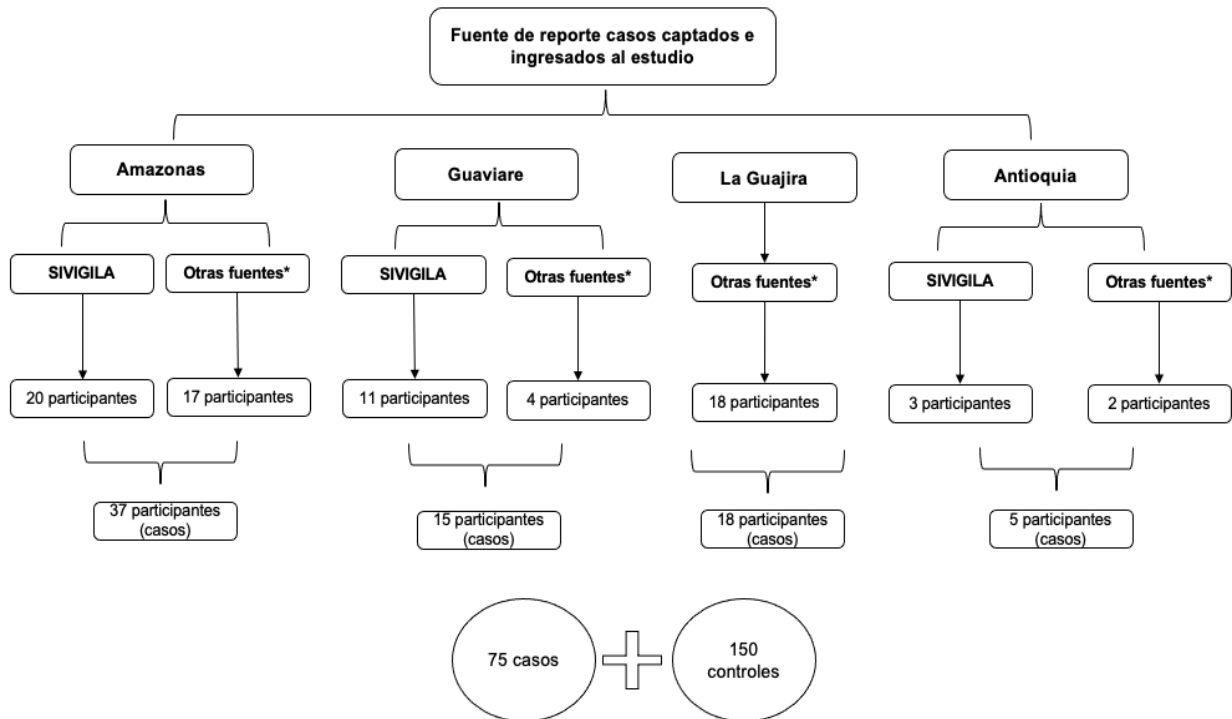 Fuente de reporte casos captados e
ingresados al estudio
Amazonas
Guaviare
La Guajira
Antioquia
SIVIGILA
Otras fuentes*
SIVIGILA
Otras fuentes*
Otras fuentes*
SIVIGILA
Otras fuentes*
20 participantes
17 participantes
11 participantes
4 participantes
18 participantes
3 participantes
2 participantes
37 participantes
(casos)
15 participantes
(casos)
18 participantes
(casos)
5 participantes
(casos)
75 casos
150
controles